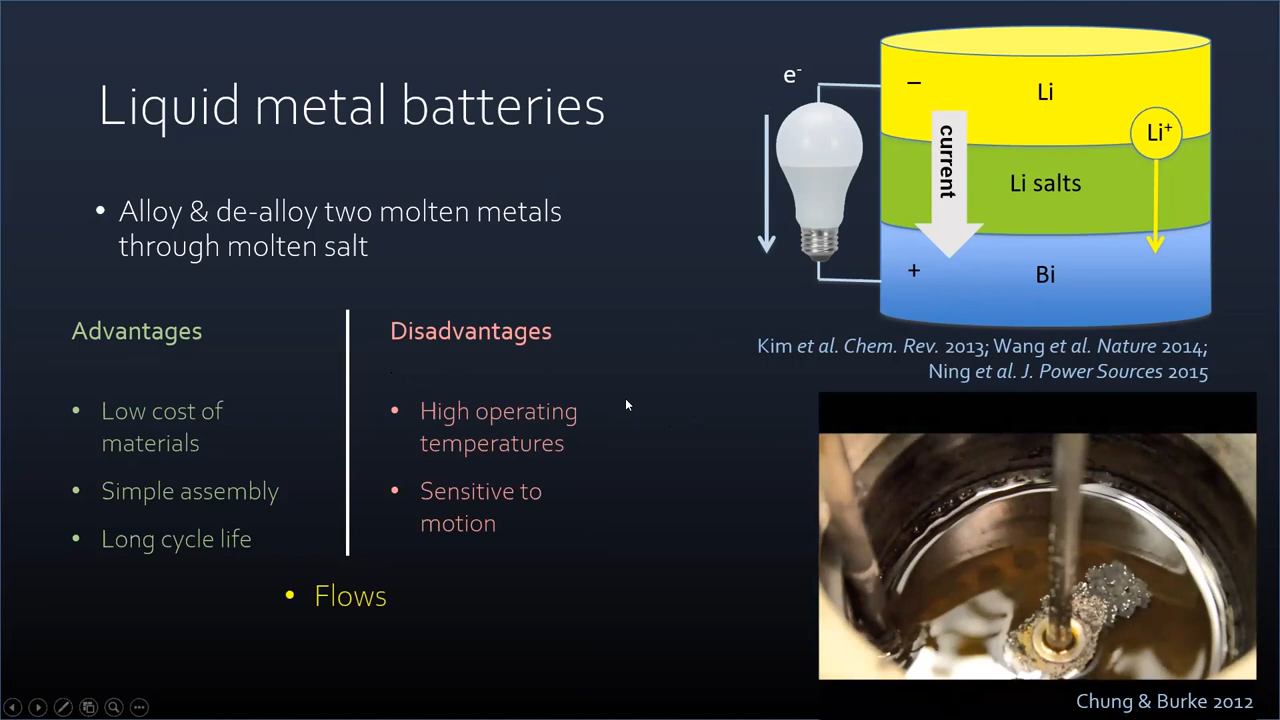 Liquid metal batteries
• Alloy & de-alloy two molten metals
through molten salt
Advantages
• Low cost of
materials
• Simple assembly
• Long cycle life
Disadvantages
• High operating
temperatures
• Sensitive to
motion
• Flows
e-
−
Li
Li+
current
Li salts
+
Bi
Kim et al. Chem. Rev. 2013; Wang et al. Nature 2014;
Ning et al. J. Power Sources 2015
Chung & Burke 2012